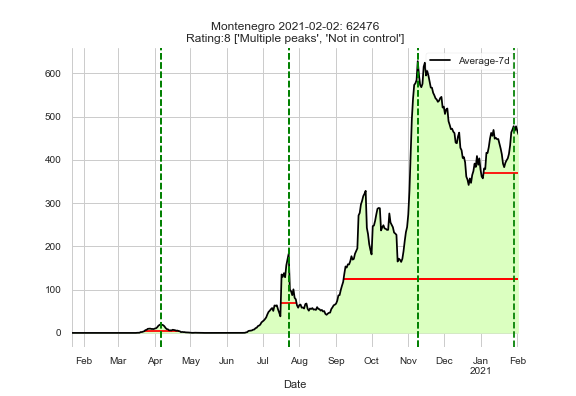 Montenegro 2021-02-02: 62476
Rating:8 ['Multiple peaks', 'Not in control']
Average-7d
600
500
400
300
200
100
0
Feb Mar Apr May Jun Jul Aug Sep Oct Nov Dec Jan Feb
2021
Date